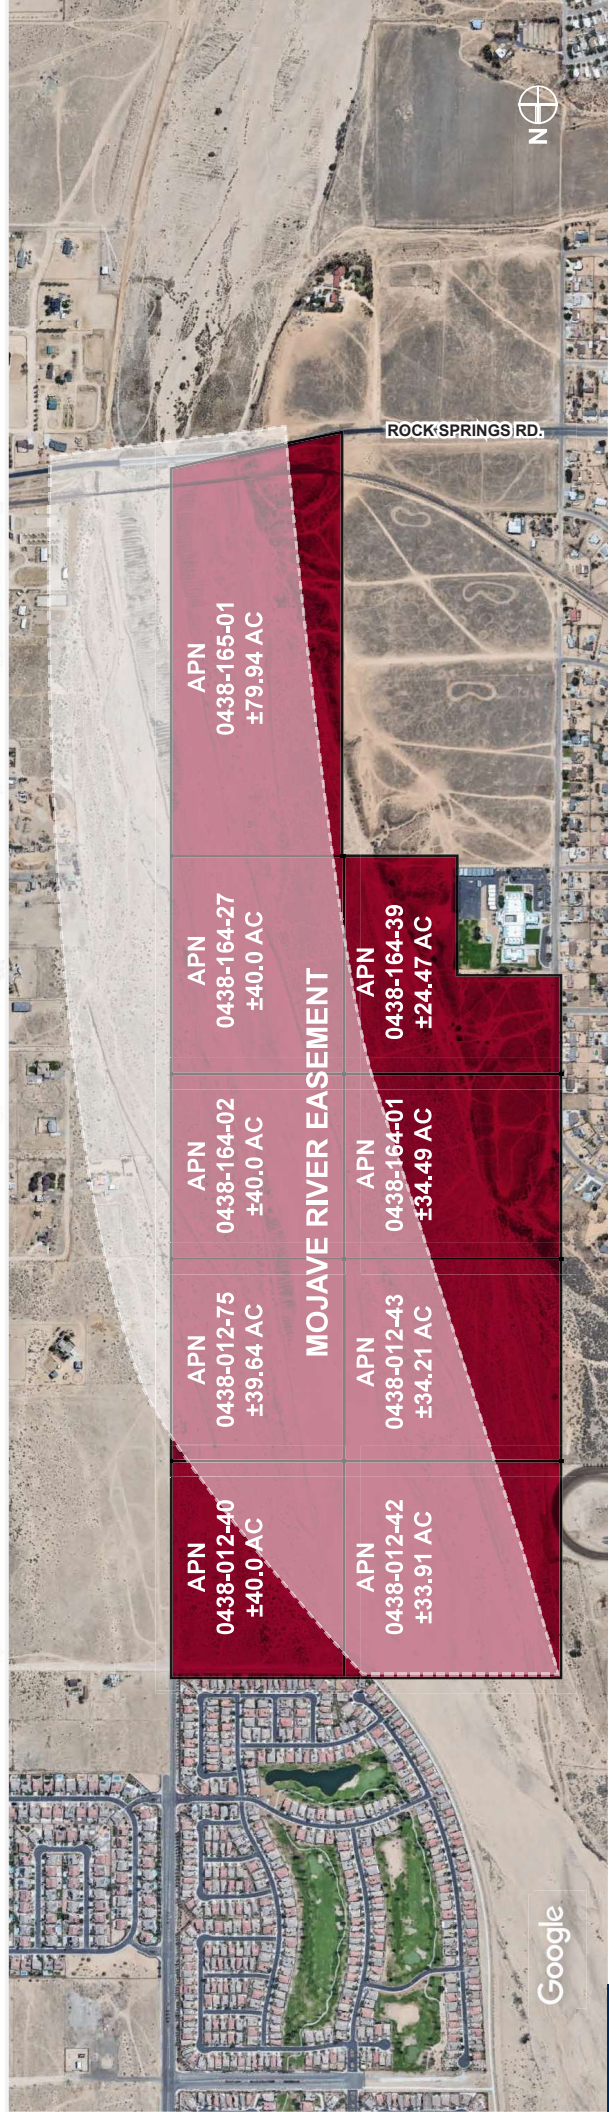 N
ROCK SPRINGS RD.
APN
0438-012-40
±40.0 AC
APN
0438-012-75
±39.64 AC
APN
0438-164-02
±40.0 AC
APN
0438-164-27
±40.0 AC
APN
0438-165-01
±79.94 AC
MOJAVE RIVER EASEMENT
APN
0438-012-42
±33.91 AC
APN
0438-012-43
±34.21 AC
APN
0438-164-01
±34.49 AC
APN
0438-164-39
±24.47 AC
Google